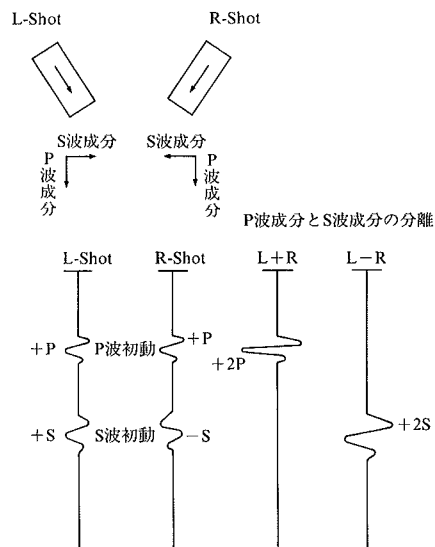 L-Shot
R-Shot
S波成分
S波成分
P波成分
P波成分
P波成分とS波成分の分離
L-Shot
R-Shot
L+R
L−R
+P
P波初動
+P
+2P
+S
S波初動
−S
+2S